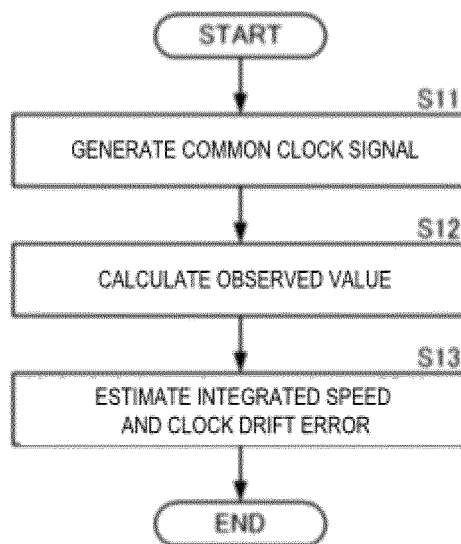 START
S11
GENERATE COMMON CLOCK SIGNAL
S12
CALCULATE OBSERVED VALUE
S13
ESTIMATE INTEGRATED SPEED
AND CLOCK DRIFT ERROR
END